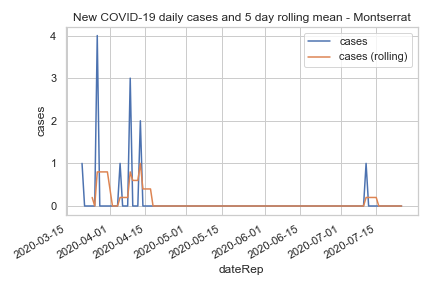 New COVID-19 daily cases and 5 day rolling mean - Montserrat
cases
cases (rolling)
4
3
2
1
0
cases
2020-03-15
2020-04-01
2020-04-15
2020-05-01
2020-05-15
2020-06-01
2020-06-15
2020-07-01
2020-07-15
dateRep